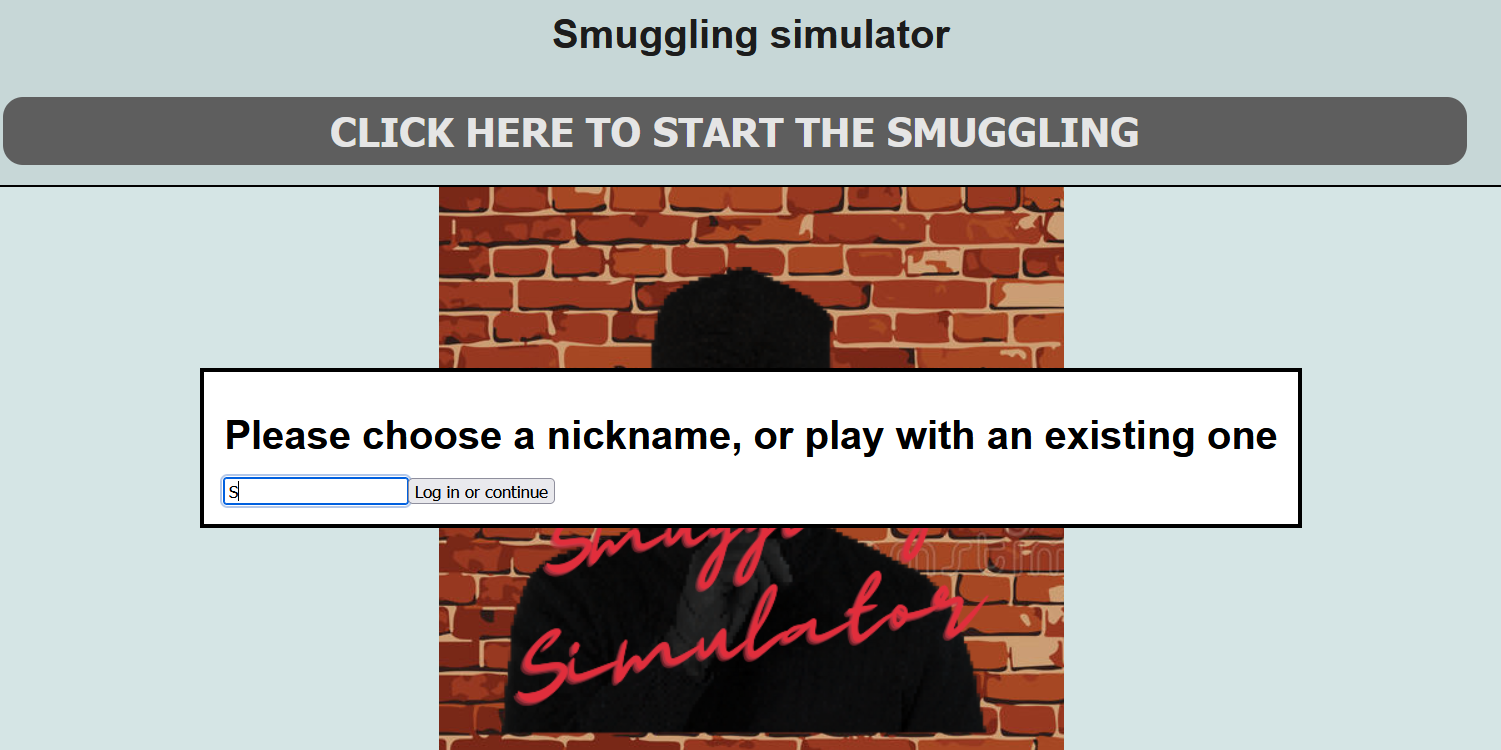 Smuggling simulator
CLICK HERE TO START THE SMUGGLING
Please choose a nickname, or play with an existing one
S
Log in or continue
Simulator